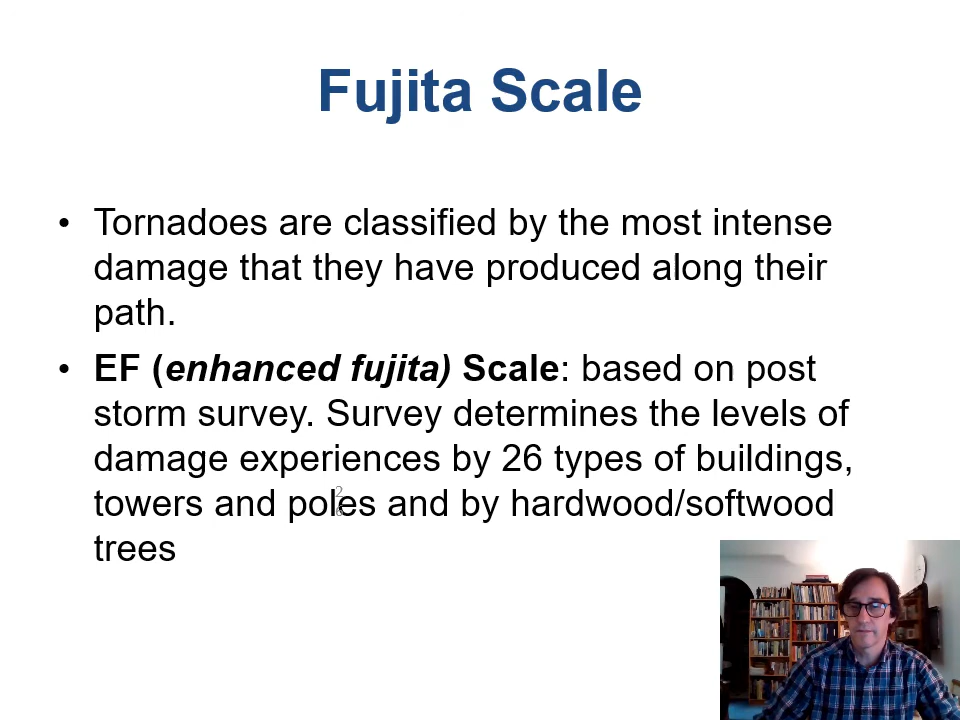 Fujita Scale
• Tornadoes are classified by the most intense
damage that they have produced along their
path.
• EF (enhanced fujita) Scale: based on post
storm survey. Survey determines the levels of
damage experiences by 26 types of buildings,
towers and poles and by hardwood/softwood
trees
2
6